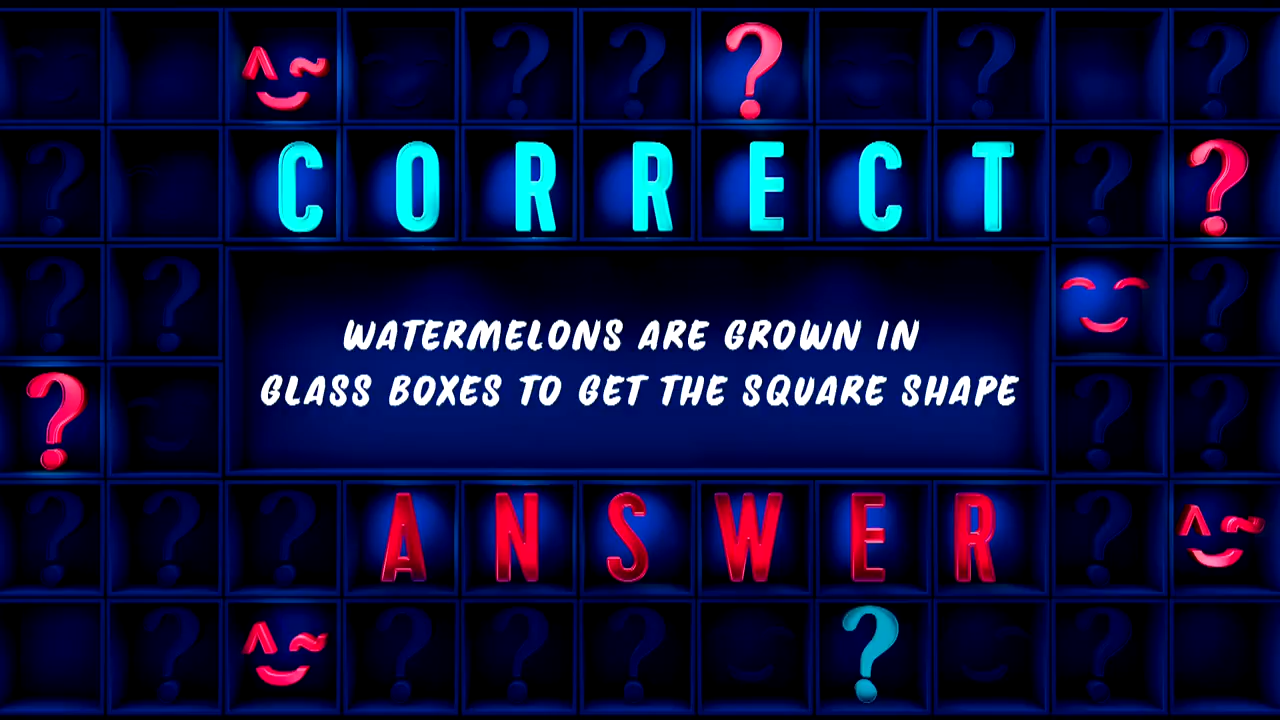 ?
? ? ? ?
CORRECT
? ? ? ?
WATERMELONS ARE GROWN IN
GLASS BOXES TO GET THE SQUARE SHAPE
ANSWER
?